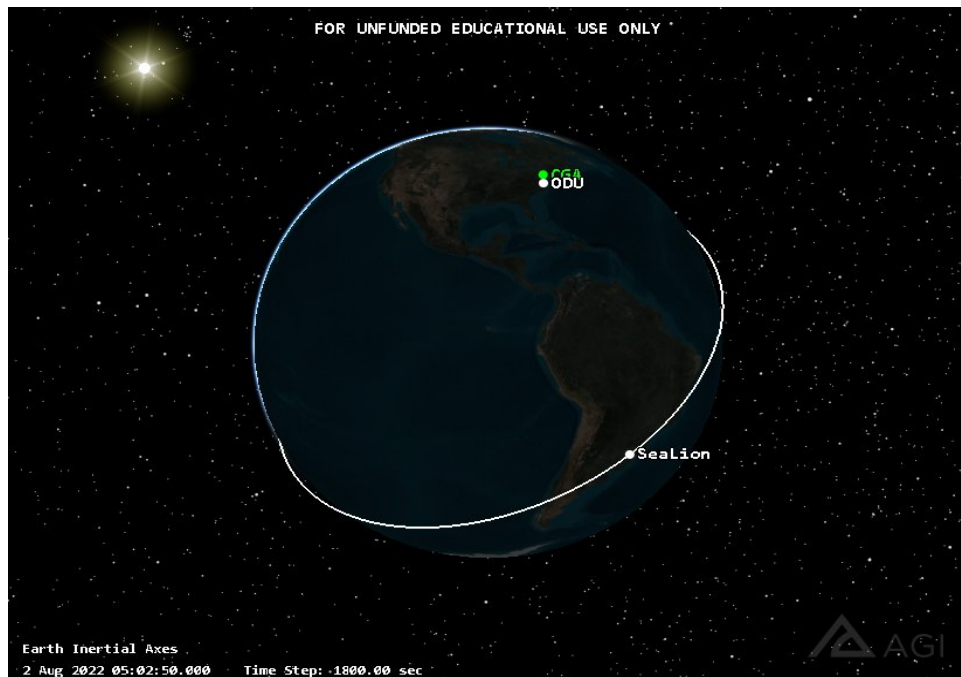 FOR UNFUNDED EDUCATIONAL USE ONLY
CGA
ODU
SeaLion
Earth Inertial Axes
2 Aug 2022 05:02:50.000 Time Step: -1800.00 sec
AGI